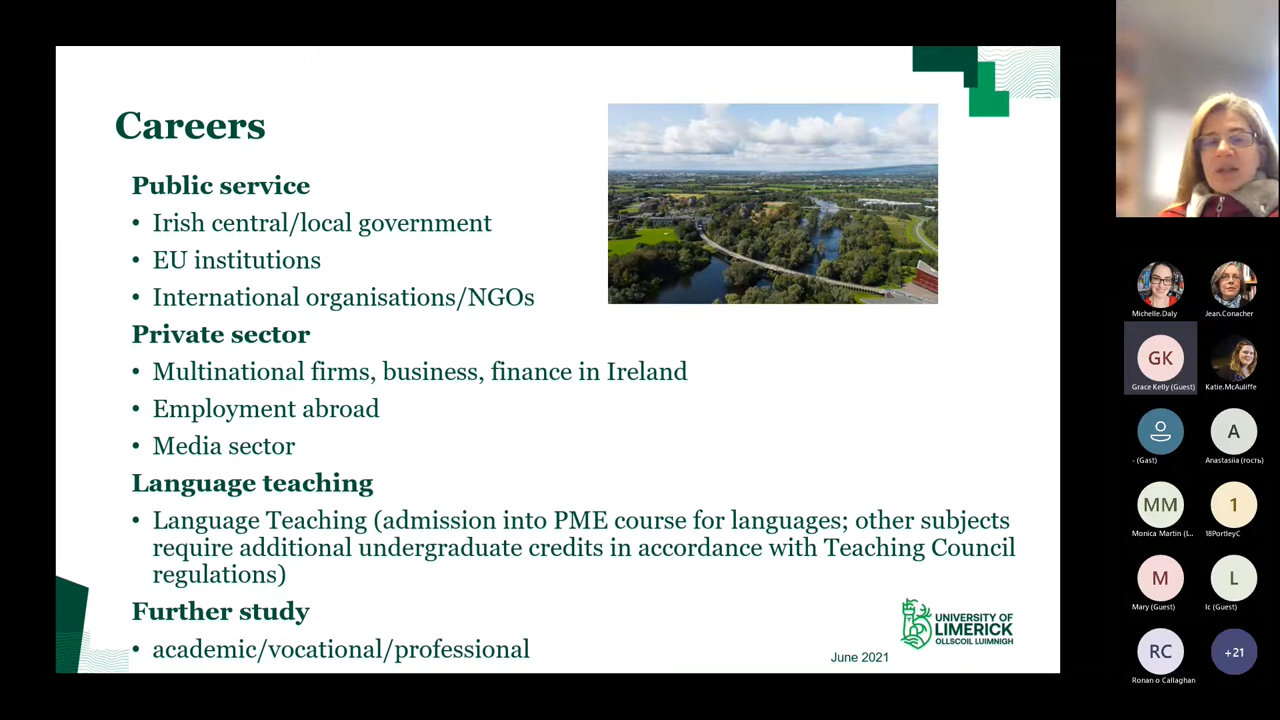 Careers
Public service
• Irish central/local government
• EU institutions
• International organisations/NGOs
Private sector
• Multinational firms, business, finance in Ireland
• Employment abroad
• Media sector
Language teaching
• Language Teaching (admission into PME course for languages; other subjects
require additional undergraduate credits in accordance with Teaching Council
regulations)
Further study
• academic/vocational/professional
June 2021
UNIVERSITY OF
LIMERICK
OLLSCOIL LUIMNIGH
Michelle.Daly
Jean.Conacher
GK
Grace Kelly (Guest)
Katie.McAuliffe
- (Gast)
A
Anastasiia (гость)
MM
Monica Martin (I...
1
18PortleyC
M
Mary (Guest)
L
lc (Guest)
RC
Ronan o Callaghan
+21